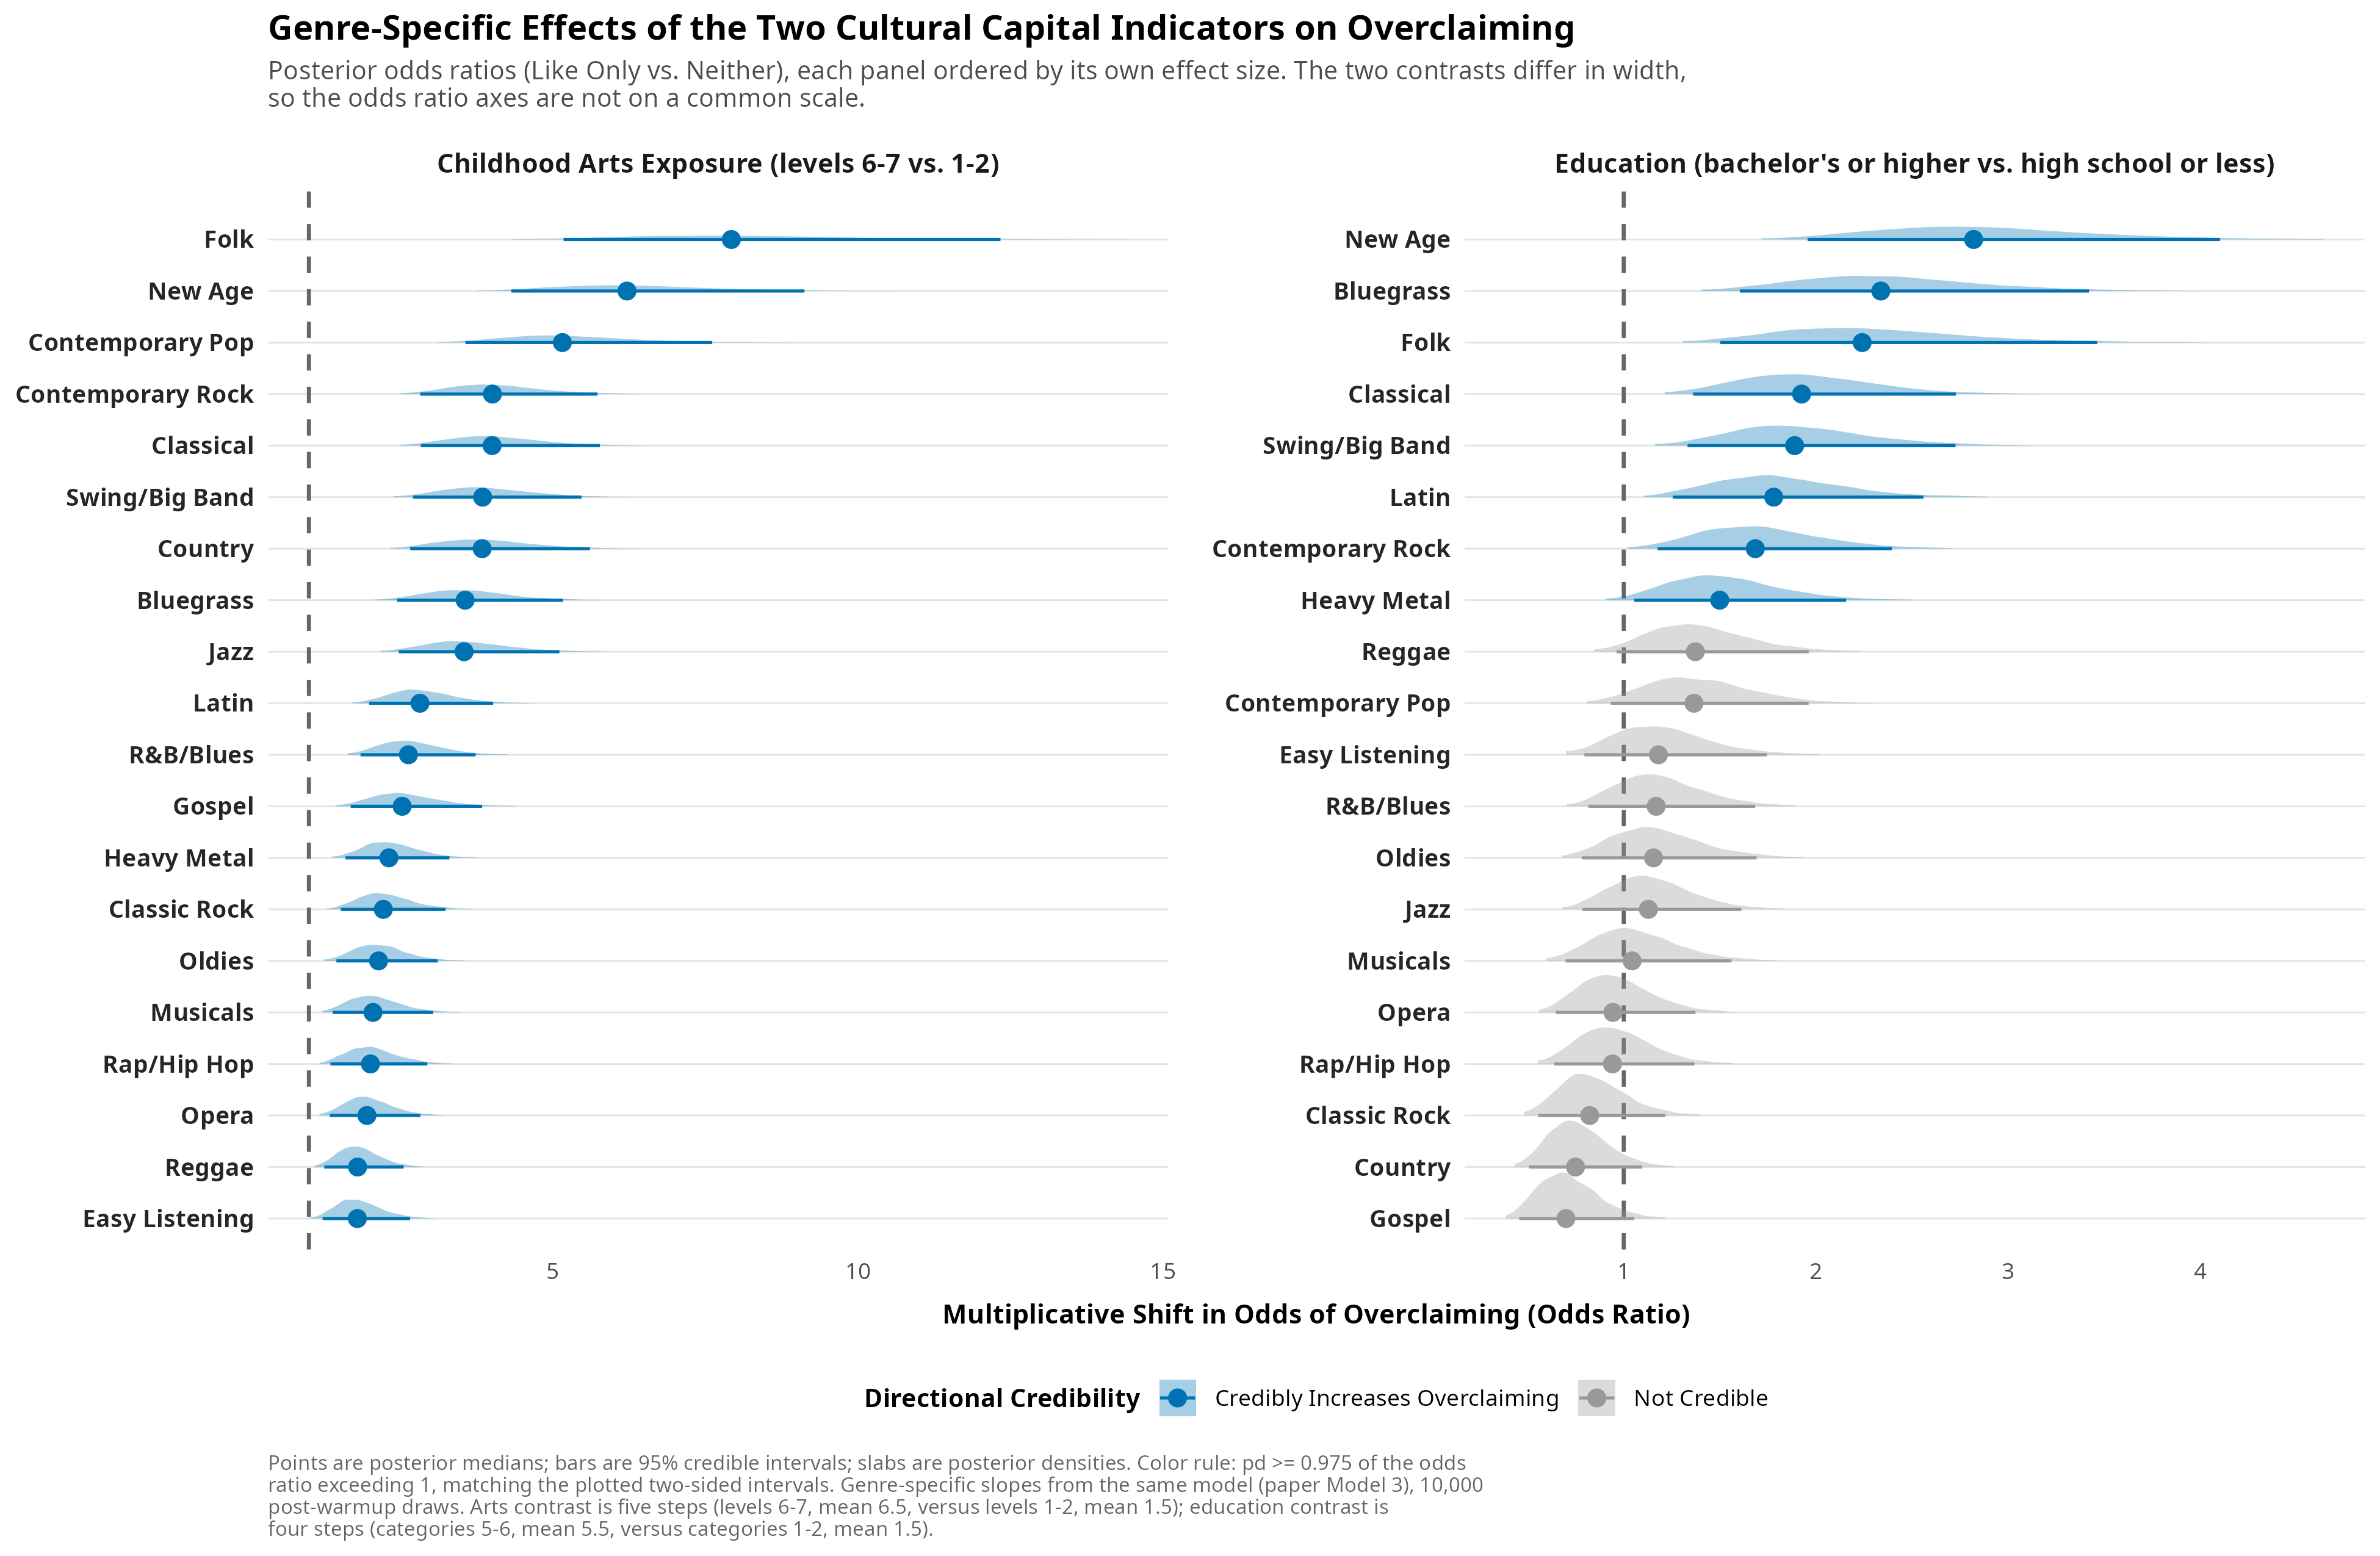 Genre-Specific Effects of the Two Cultural Capital Indicators on Overclaiming
Posterior odds ratios (Like Only vs. Neither), each panel ordered by its own effect size. The two contrasts differ in width,
so the odds ratio axes are not on a common scale.
Childhood Arts Exposure (levels 6-7 vs. 1-2)
Folk
New Age
Contemporary Pop
Contemporary Rock
Classical
Swing/Big Band
Country
Bluegrass
Jazz
Latin
R&B/Blues
Gospel
Heavy Metal
Classic Rock
Oldies
Musicals
Rap/Hip Hop
Opera
Reggae
Easy Listening
5
10
15
Education (bachelor's or higher vs. high school or less)
New Age
Bluegrass
Folk
Classical
Swing/Big Band
Latin
Contemporary Rock
Heavy Metal
Reggae
Contemporary Pop
Easy Listening
R&B/Blues
Oldies
Jazz
Musicals
Opera
Rap/Hip Hop
Classic Rock
Country
Gospel
1
2
3
4
Multiplicative Shift in Odds of Overclaiming (Odds Ratio)
Directional Credibility
Credibly Increases Overclaiming
Not Credible
Points are posterior medians; bars are 95% credible intervals; slabs are posterior densities. Color rule: pd >= 0.975 of the odds
ratio exceeding 1, matching the plotted two-sided intervals. Genre-specific slopes from the same model (paper Model 3), 10,000
post-warmup draws. Arts contrast is five steps (levels 6-7, mean 6.5, versus levels 1-2, mean 1.5); education contrast is
four steps (categories 5-6, mean 5.5, versus categories 1-2, mean 1.5).